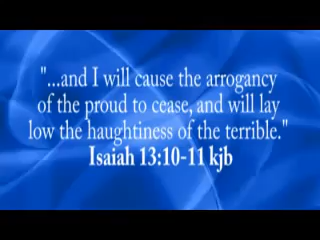 "...and I will cause the arrogancy
of the proud to cease, and will lay
low the haughtiness of the terrible."
Isaiah 13:10-11 kjb